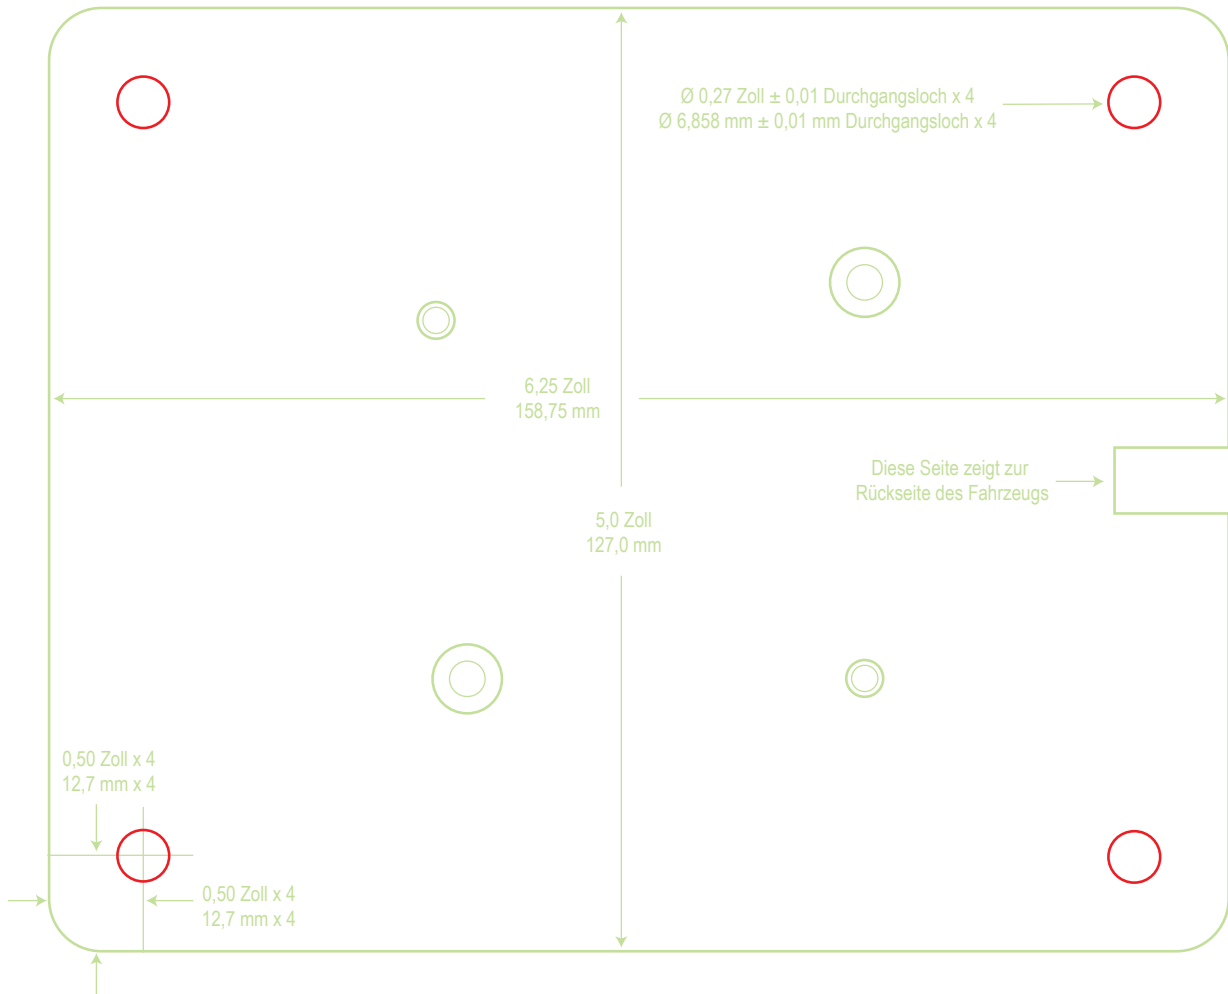 Ø 0,27 Zoll ± 0,01 Durchgangsloch x 4
Ø 6,858 mm ± 0,01 mm Durchgangsloch x 4
6,25 Zoll
158,75 mm
Diese Seite zeigt zur
Rückseite des Fahrzeugs
5,0 Zoll
127,0 mm
0,50 Zoll x 4
12,7 mm x 4
0,50 Zoll x 4
12,7 mm x 4